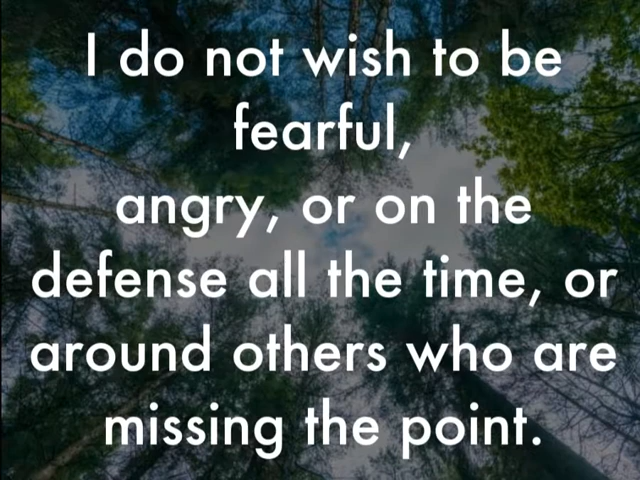 I do not wish to be
fearful,
angry, or on the
defense all the time, or
around others who are
missing the point.